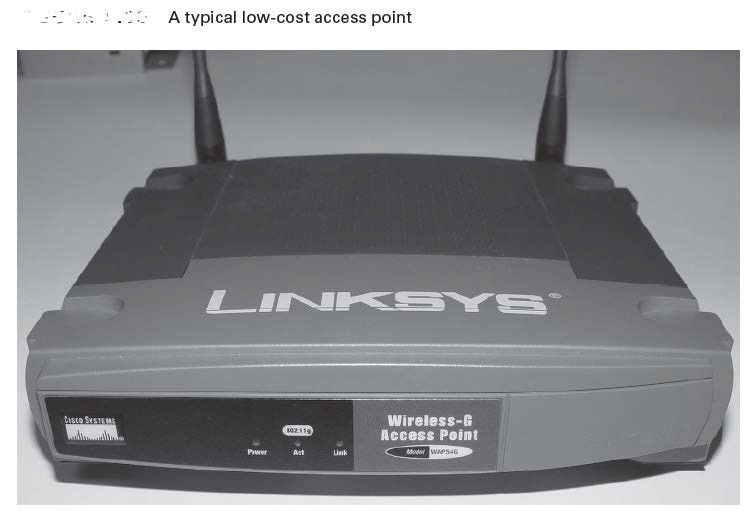 A typical low-cost access point
LINKSYS®
CISCO SYSTEMS
802.11g
Power Act Link
Wireless-G
Access Point
Model WAP54G